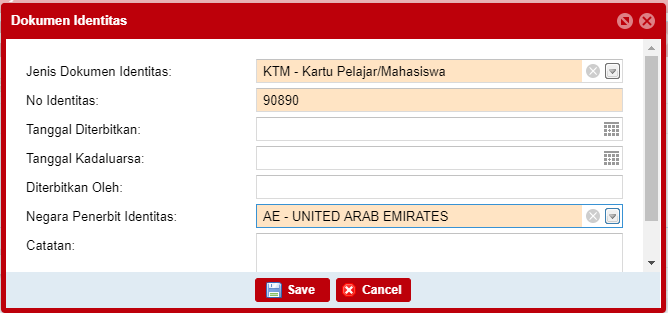 Dokumen Identitas
Jenis Dokumen Identitas: KTM - Kartu Pelajar/Mahasiswa
No Identitas: 90890
Tanggal Diterbitkan:
Tanggal Kadaluarsa:
Diterbitkan Oleh:
Negara Penerbit Identitas: AE - UNITED ARAB EMIRATES
Catatan:
Save Cancel